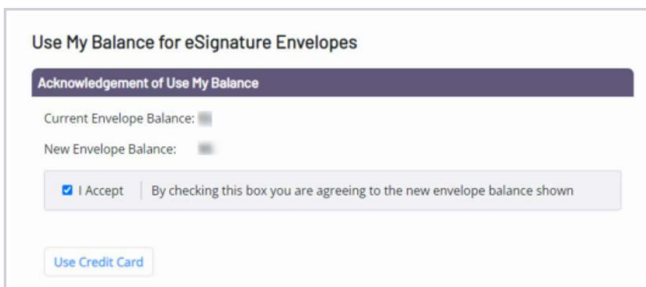 Use My Balance for eSignature Envelopes
Acknowledgement of Use My Balance
Current Envelope Balance:
New Envelope Balance:
I Accept By checking this box you are agreeing to the new envelope balance shown
Use Credit Card